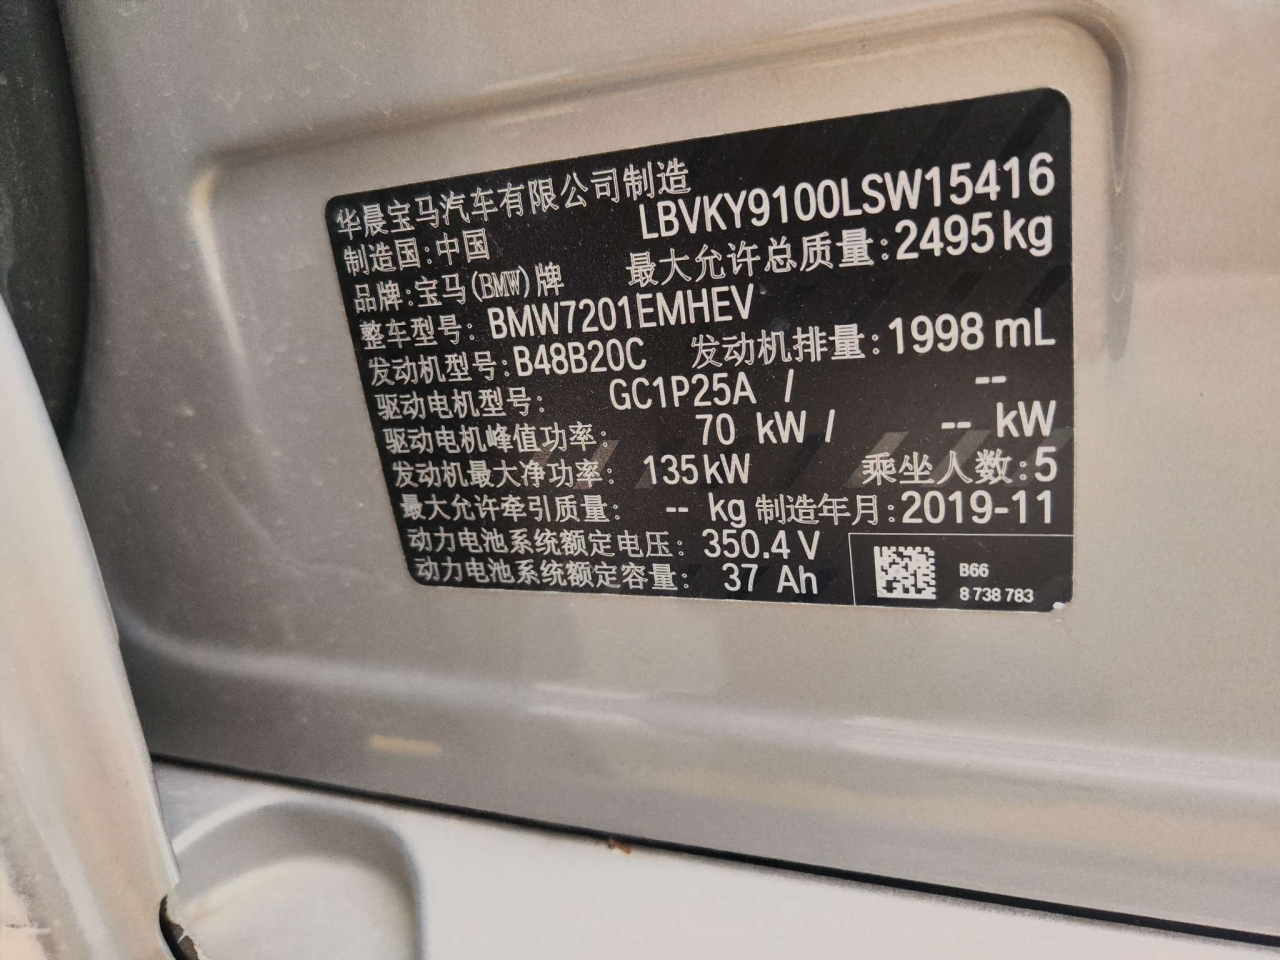 华晨宝马汽车有限公司制造
制造国:中国 LBVKY9100LSW15416
品牌:宝马(BMW)牌 最大允许总质量:2495kg
整车型号: BMW7201EMHEV
发动机型号:B48B20C 发动机排量:1998 mL
驱动电机型号: GC1P25A / --
驱动电机峰值功率: 70 kW / -- kW
发动机最大净功率: 135kW 乘坐人数:5
最大允许牵引质量: -- kg 制造年月:2019-11
动力电池系统额定电压: 350.4 V
动力电池系统额定容量: 37 Ah
B66
8 738 783